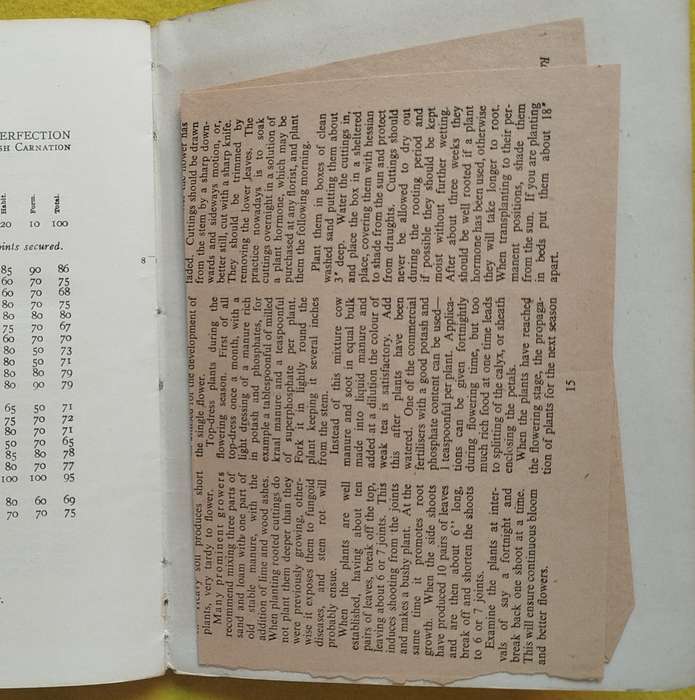 ERFECTION
SH CARNATION
Habit. Form. Total.
20 10 100
oints secured.
85 90 86
60 70 75
60 70 68
80 70 75
80 80 80
75 70 67
60 70 70
80 50 73
80 50 71
80 80 79
80 90 79
65 50 71
75 70 72
80 70 71
50 70 65
85 80 78
80 70 77
100 100 95
80 60 69
70 70 75
8
soil produces short
plants, very tardy to flower.
Many prominent growers
recommend mixing three parts of
sand and loam with one part of
old stable manure, with the
addition of lime and wood ashes.
When planting rooted cuttings do
not plant them deeper than they
were previously growing, other-
wise it exposes them to fungoid
diseases and stem rot will
probably ensue.
When the plants are well
established, having about ten
pairs of leaves, break off the top,
leaving about 6 or 7 joints. This
induces shooting from the joints
and makes a bushy plant. At the
same time it promotes root
growth. When the side shoots
have produced 10 pairs of leaves
and are then about 6" long,
break off and shorten the shoots
to 6 or 7 joints.
Examine the plants at inter-
vals of say a fortnight and
break back one shoot at a time.
This will ensure continuous bloom
and better flowers.
for the development of
the single flower.
Top-dress plants during the
flowering season. First of all
top-dress once a month, with a
light dressing of a manure rich
in potash and phosphates, for
example a tablespoonful of milled
kraal manure and a teaspoonful
of superphosphate per plant.
Fork it in lightly round the
plant keeping it several inches
from the stem.
Instead of this mixture cow
manure and soot in equal bulk
made into liquid manure and
added at a dilution the colour of
weak tea is satisfactory. Add
this after plants have been
watered. One of the commercial
fertilisers with a good potash and
phosphate content can be used—
1 teaspoonful per plant. Applica-
tions can be given fortnightly
during flowering time, but too
much rich food at one time leads
to splitting of the calyx, or sheath
enclosing the petals.
When the plants have reached
the flowering stage, the propaga-
tion of plants for the next season
15
the flower has
faded. Cuttings should be drawn
from the stem by a sharp down-
wards and sideways motion, or,
better still, cut with a sharp knife.
They should be trimmed by
removing the lower leaves. The
practice nowadays is to soak
cuttings overnight in a solution of
a plant hormone, which may be
purchased at any florist, and plant
them the following morning.
Plant them in boxes of clean
washed sand putting them about
3" deep. Water the cuttings in,
and place the box in a sheltered
place, covering them with hessian
to shade from the sun and protect
from draughts. Cuttings should
never be allowed to dry out
during the rooting period and
if possible they should be kept
moist without further wetting.
After about three weeks they
should be well rooted if a plant
hormone has been used, otherwise
they will take longer to root.
When transplanting to their per-
manent positions, shade them
from the sun. If you are planting
in beds put them about 18"
apart.